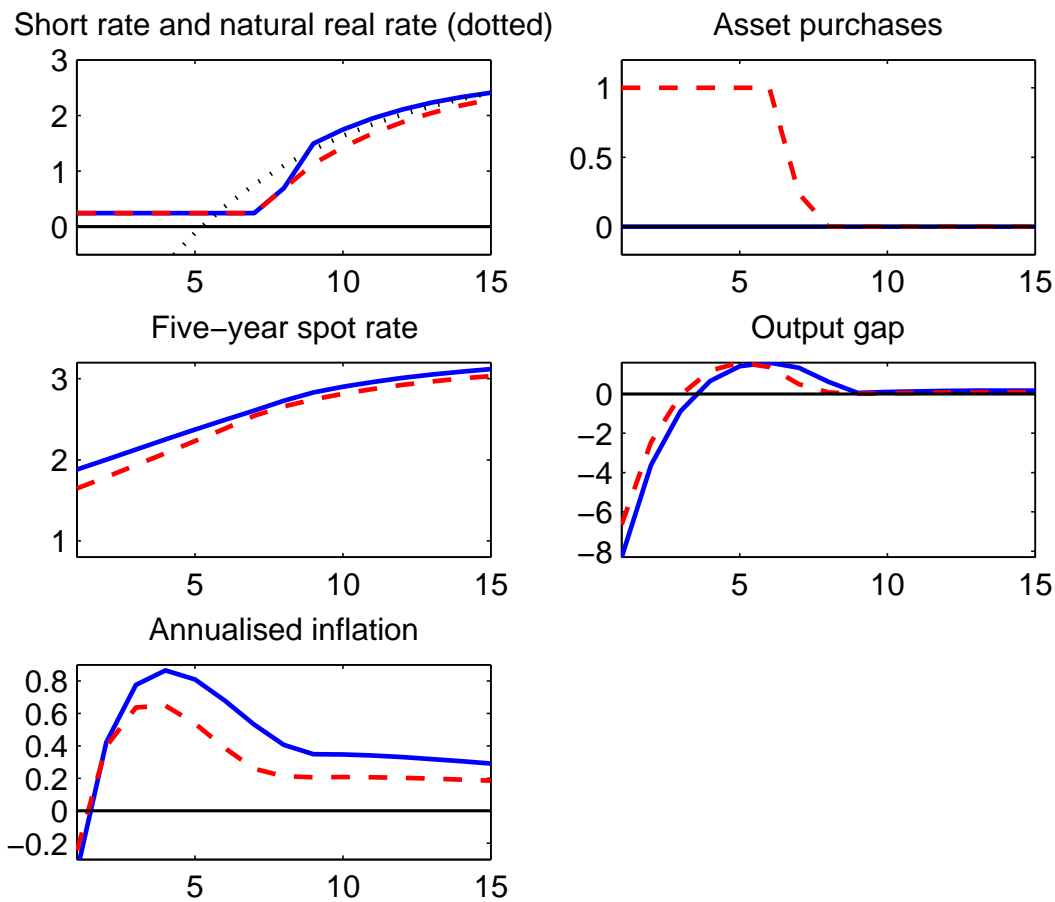 Short rate and natural real rate (dotted)
3
2
1
0
5 10 15
Asset purchases
1
0.5
0
5 10 15
Five−year spot rate
3
2
1
5 10 15
Output gap
0
−2
−4
−6
−8
5 10 15
Annualised inflation
0.8
0.6
0.4
0.2
0
−0.2
5 10 15